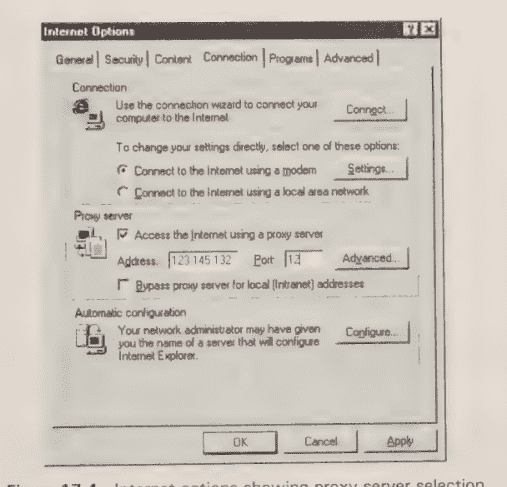 Internet Options
General Security Content Connection Programs Advanced
Connection
Use the connection wizard to connect your
computer to the Internet
Connect...
To change your settings directly, select one of these options:
Connect to the Internet using a modem
Settings...
Connect to the Internet using a local area network
Proxy server
Access the Internet using a proxy server
Address: 123 145 132 Port 12 Advanced...
Bypass proxy server for local (Intranet) addresses
Automatic configuration
Your network administrator may have given
you the name of a server that will configure
Internet Explorer.
Configure...
OK Cancel Apply
Figure 17.4 Internet options showing proxy server selection